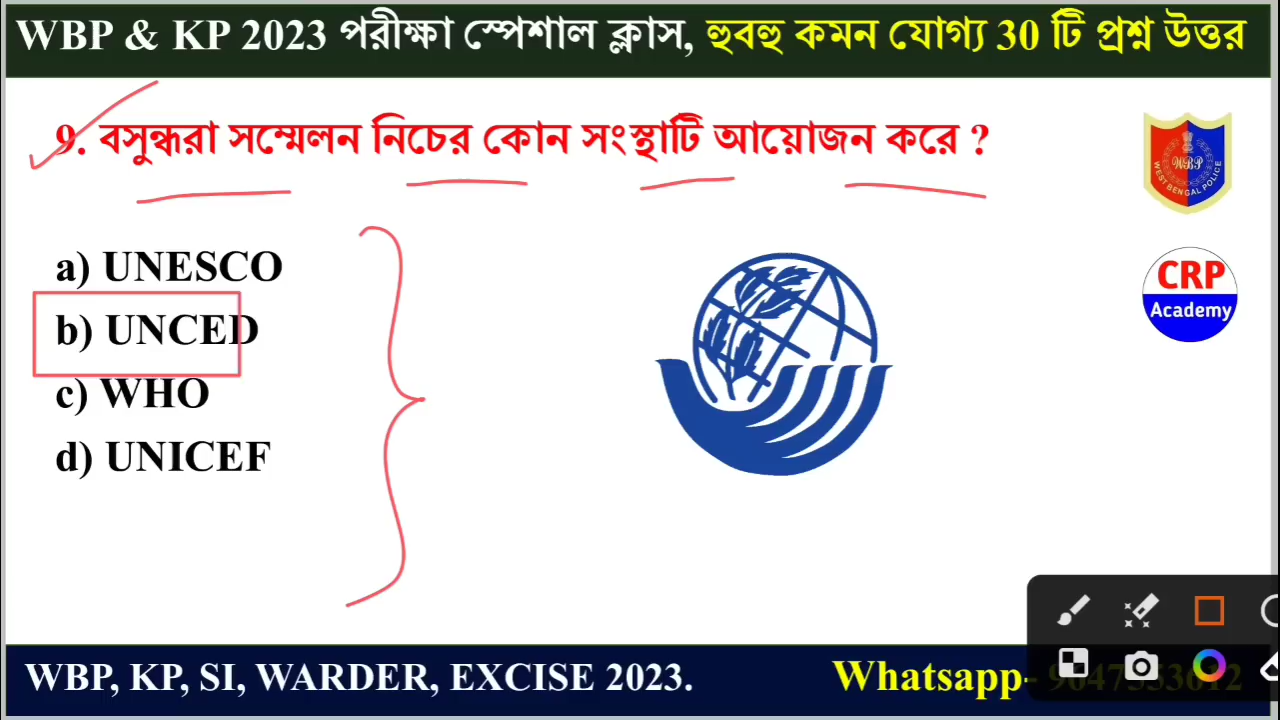 WBP & KP 2023 পরীক্ষা স্পেশাল ক্লাস, হুবহু কমন যোগ্য 30 টি প্রশ্ন উত্তর
9. বসুন্ধরা সম্মেলন নিচের কোন সংস্থাটি আয়োজন করে ?
a) UNESCO
b) UNCED
c) WHO
d) UNICEF
WBP
WEST BENGAL POLICE
CRP
Academy
WBP, KP, SI, WARDER, EXCISE 2023.
Whatsapp-